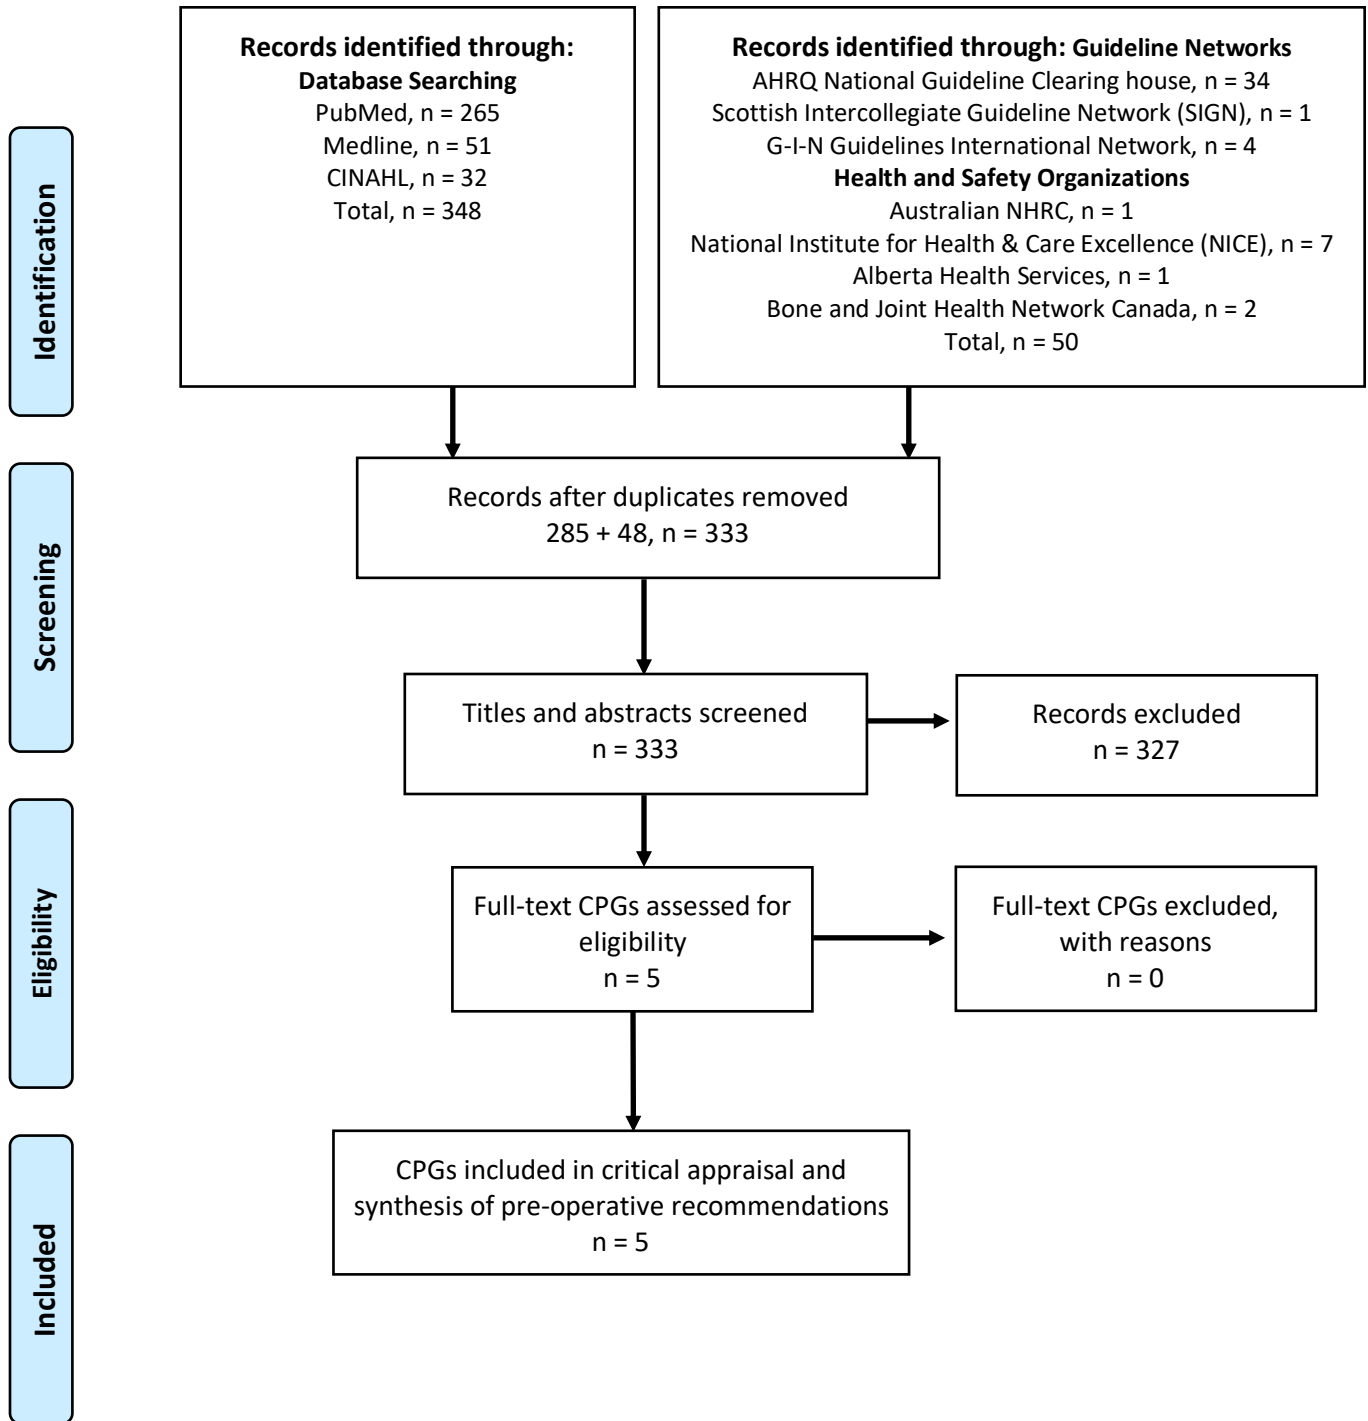 Identification
Records identified through:
Database Searching
PubMed, n = 265
Medline, n = 51
CINAHL, n = 32
Total, n = 348
Records identified through: Guideline Networks
AHRQ National Guideline Clearing house, n = 34
Scottish Intercollegiate Guideline Network (SIGN), n = 1
G-I-N Guidelines International Network, n = 4
Health and Safety Organizations
Australian NHRC, n = 1
National Institute for Health & Care Excellence (NICE), n = 7
Alberta Health Services, n = 1
Bone and Joint Health Network Canada, n = 2
Total, n = 50
Screening
Records after duplicates removed
285 + 48, n = 333
Titles and abstracts screened
n = 333
Records excluded
n = 327
Eligibility
Full-text CPGs assessed for
eligibility
n = 5
Full-text CPGs excluded,
with reasons
n = 0
Included
CPGs included in critical appraisal and
synthesis of pre-operative recommendations
n = 5